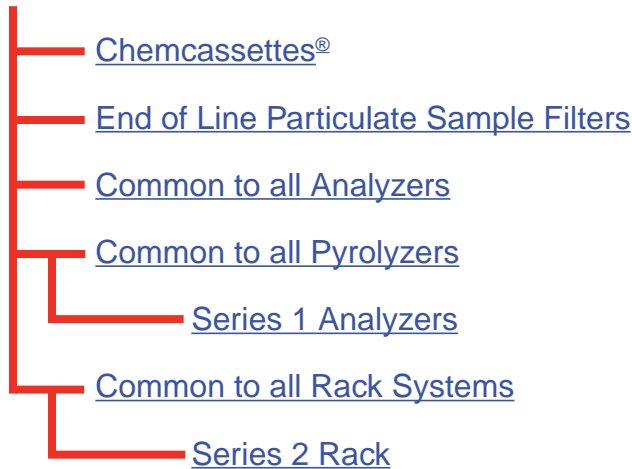 Chemcassettes®
End of Line Particulate Sample Filters
Common to all Analyzers
Common to all Pyrolyzers
Series 1 Analyzers
Common to all Rack Systems
Series 2 Rack